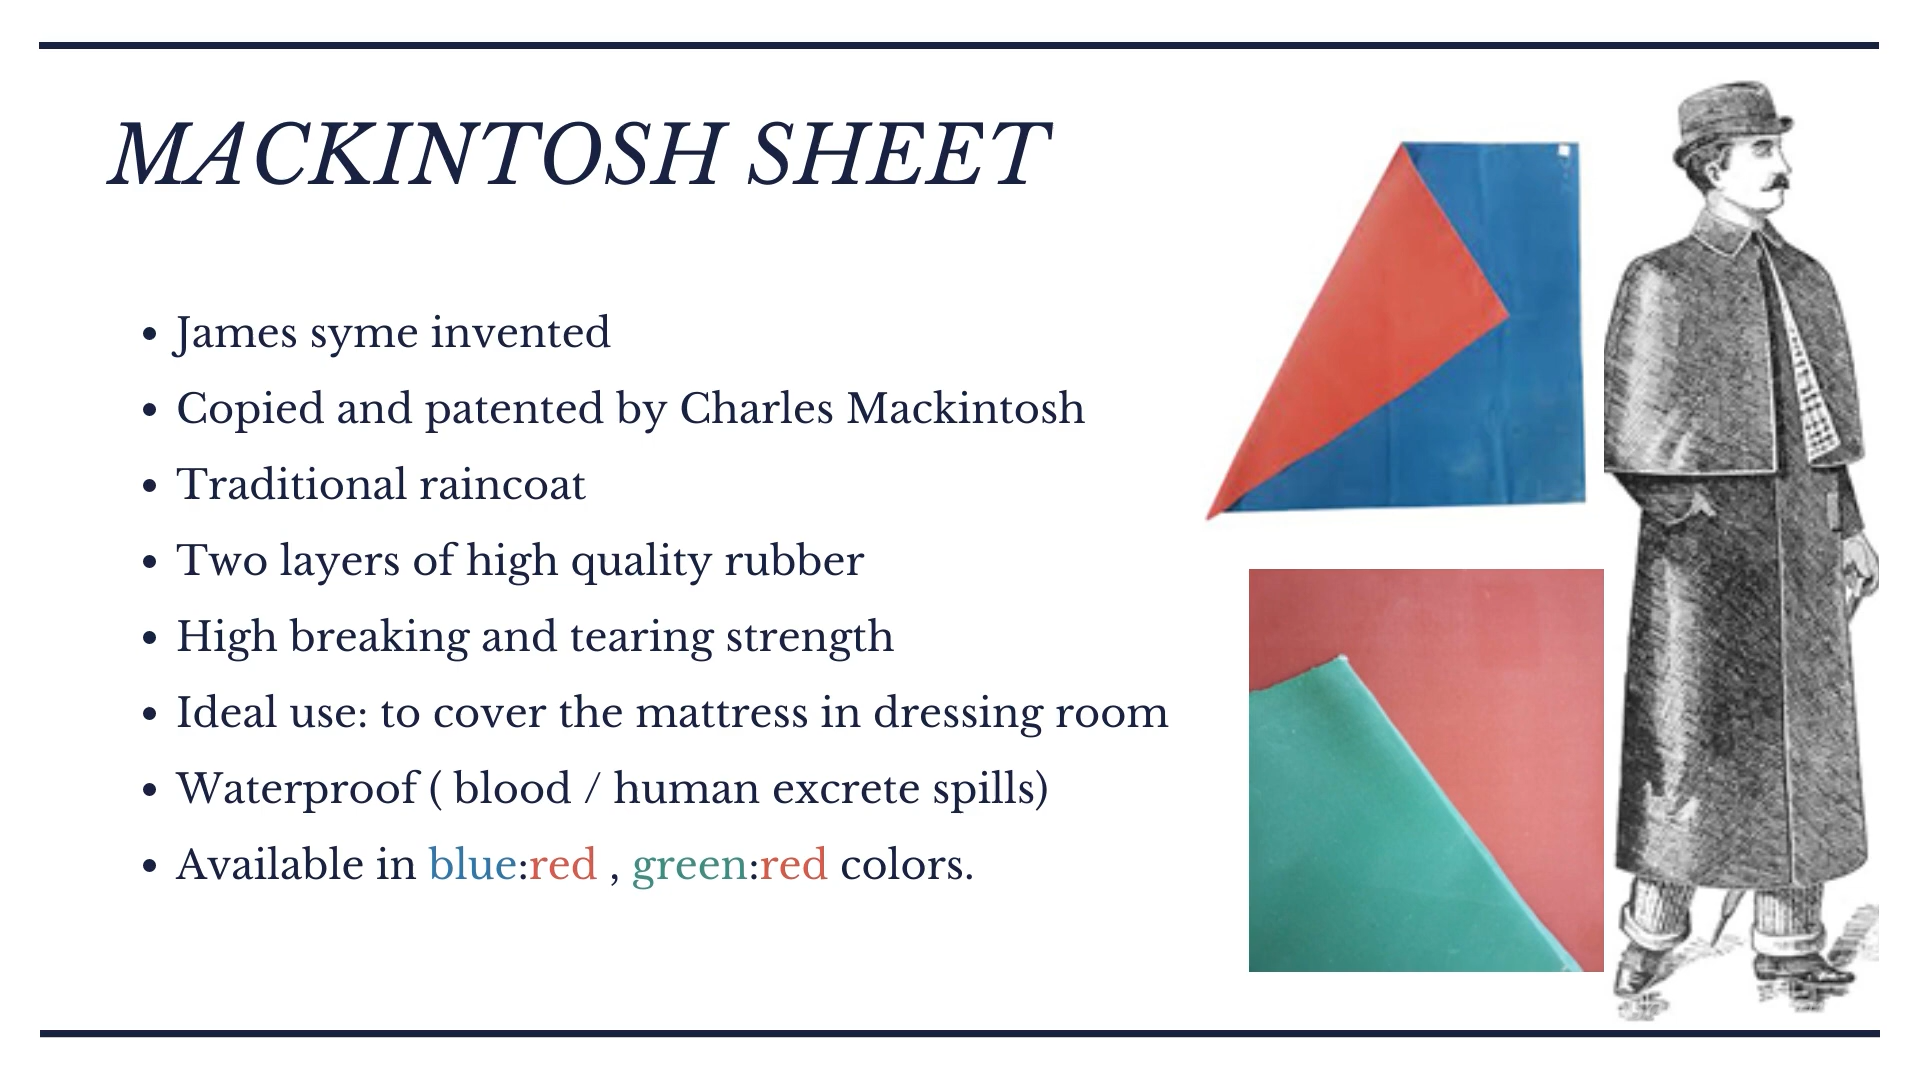 MACKINTOSH SHEET
• James syme invented
• Copied and patented by Charles Mackintosh
• Traditional raincoat
• Two layers of high quality rubber
• High breaking and tearing strength
• Ideal use: to cover the mattress in dressing room
• Waterproof ( blood / human excrete spills)
• Available in blue:red , green:red colors.